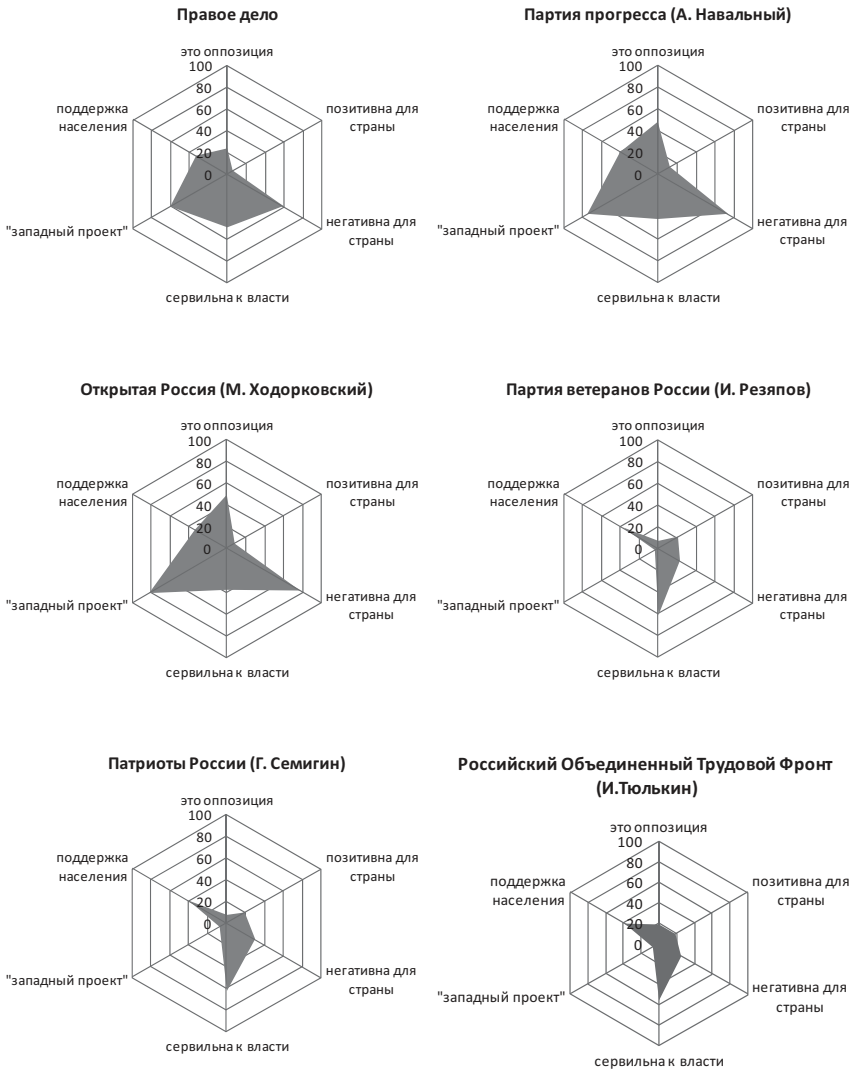 Правое дело
это оппозиция
100
80
60
40
20
0
позитивна для
страны
негативна для
страны
сервильна к власти
"западный проект"
поддержка
населения
Партия прогресса (А. Навальный)
это оппозиция
100
80
60
40
20
0
позитивна для
страны
негативна для
страны
сервильна к власти
"западный проект"
поддержка
населения
Открытая Россия (М. Ходорковский)
это оппозиция
100
80
60
40
20
0
позитивна для
страны
негативна для
страны
сервильна к власти
"западный проект"
поддержка
населения
Партия ветеранов России (И. Резяпов)
это оппозиция
100
80
60
40
20
0
позитивна для
страны
негативна для
страны
сервильна к власти
"западный проект"
поддержка
населения
Патриоты России (Г. Семигин)
это оппозиция
100
80
60
40
20
0
позитивна для
страны
негативна для
страны
сервильна к власти
"западный проект"
поддержка
населения
Российский Объединенный Трудовой Фронт
(И.Тюлькин)
это оппозиция
100
80
60
40
20
0
позитивна для
страны
негативна для
страны
сервильна к власти
"западный проект"
поддержка
населения